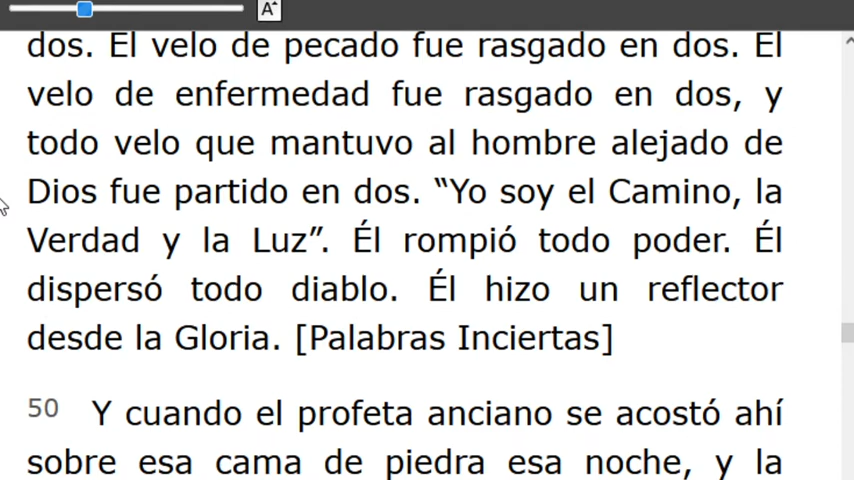 A
dos. El velo de pecado fue rasgado en dos. El
velo de enfermedad fue rasgado en dos, y
todo velo que mantuvo al hombre alejado de
Dios fue partido en dos. “Yo soy el Camino, la
Verdad y la Luz”. Él rompió todo poder. Él
dispersó todo diablo. Él hizo un reflector
desde la Gloria. [Palabras Inciertas]
50 Y cuando el profeta anciano se acostó ahí
sobre esa cama de piedra esa noche, y la